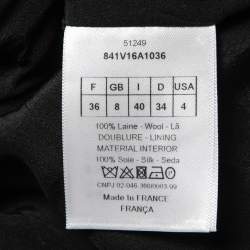 51249
841V16A1036
F GB I D USA
36 8 40 34 4
100% Laine - Wool - Lã
DOUBLURE - LINING
MATERIAL INTERIOR
100% Soie - Silk - Seda
CNPJ
Made In FRANCE
FRANÇA